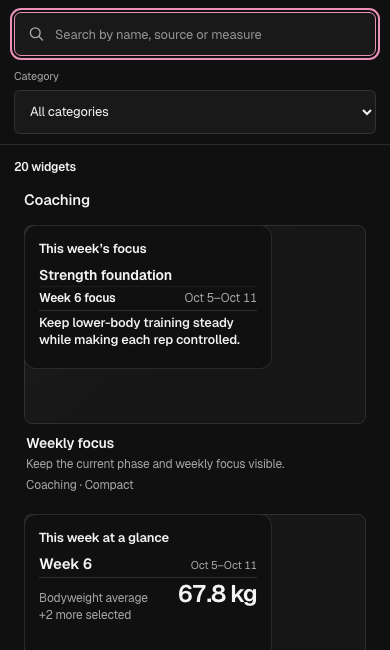 Search by name, source or measure
Category
All categories
20 widgets
Coaching
This week's focus
Strength foundation
Week 6 focus Oct 5–Oct 11
Keep lower-body training steady
while making each rep controlled.
Weekly focus
Keep the current phase and weekly focus visible.
Coaching · Compact
This week at a glance
Week 6 Oct 5–Oct 11
Bodyweight average 67.8 kg
+2 more selected